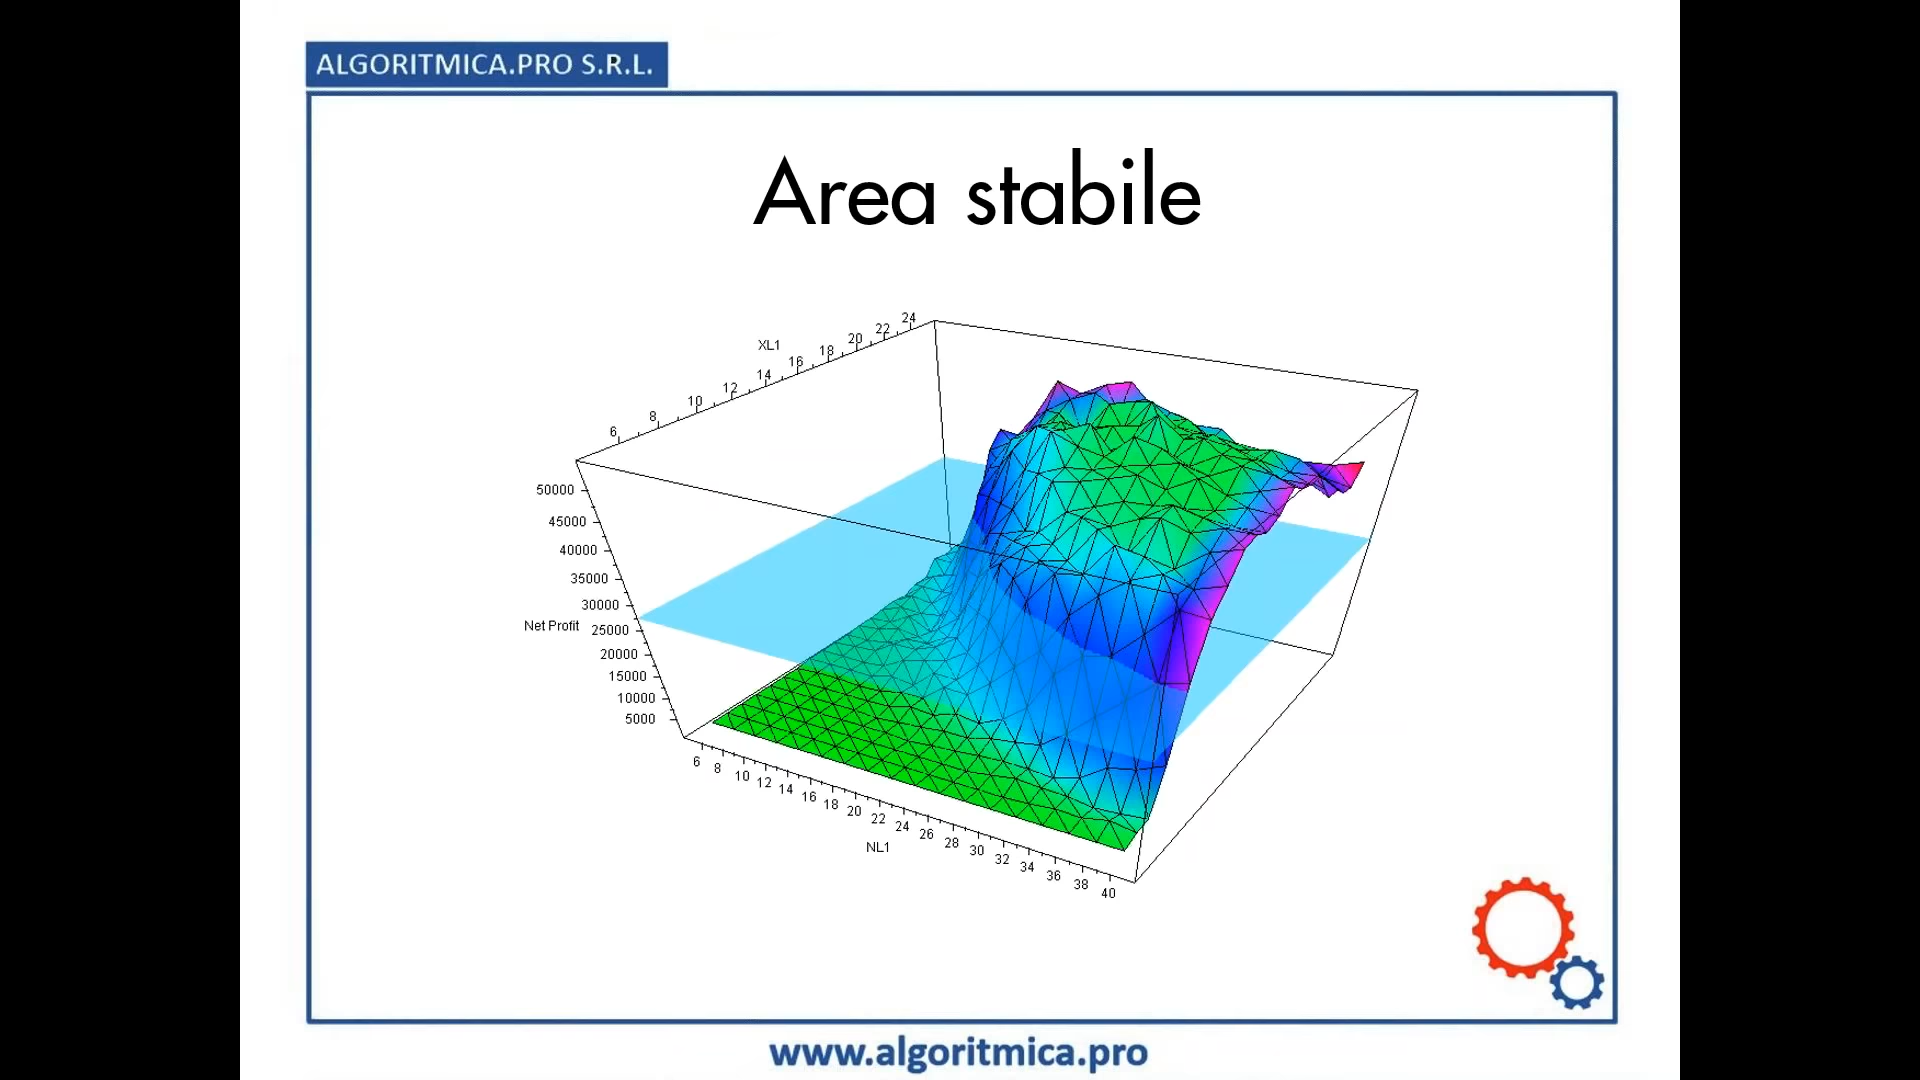 ALGORITMICA.PRO S.R.L.
Area stabile
XL1
6 8 10 12 14 16 18 20 22 24
50000
45000
40000
35000
30000
Net Profit 25000
20000
15000
10000
5000
6 8 10 12 14 16 18 20 22 24 26 28 30 32 34 36 38 40
NL1
www.algoritmica.pro